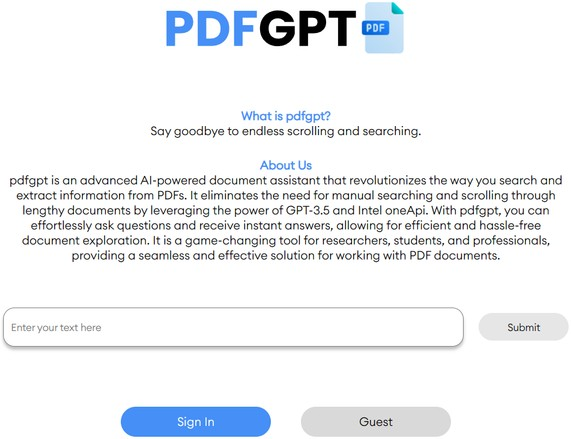 PDFGPT PDF
What is pdfgpt?
Say goodbye to endless scrolling and searching.
About Us
pdfgpt is an advanced AI-powered document assistant that revolutionizes the way you search and
extract information from PDFs. It eliminates the need for manual searching and scrolling through
lengthy documents by leveraging the power of GPT-3.5 and Intel oneApi. With pdfgpt, you can
effortlessly ask questions and receive instant answers, allowing for efficient and hassle-free
document exploration. It is a game-changing tool for researchers, students, and professionals,
providing a seamless and effective solution for working with PDF documents.
Enter your text here
Submit
Sign In
Guest